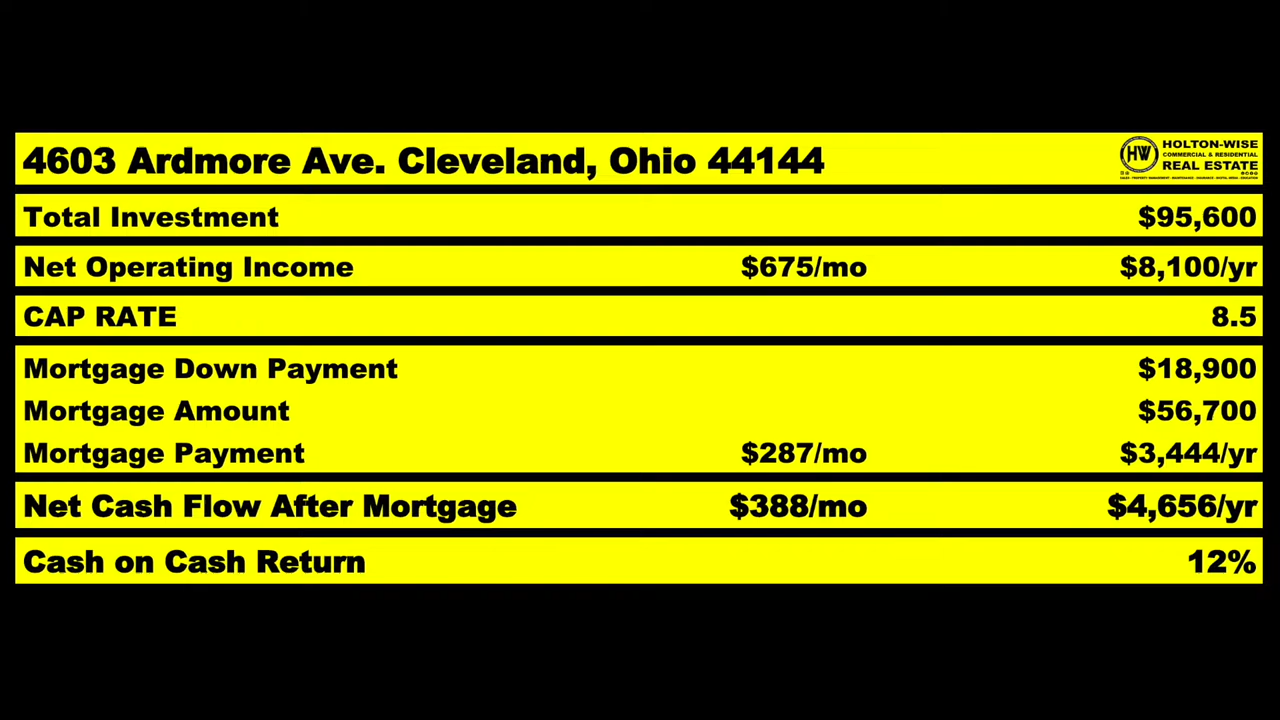 4603 Ardmore Ave. Cleveland, Ohio 44144
HW
HOLTON-WISE
COMMERCIAL & RESIDENTIAL
REAL ESTATE
Total Investment $95,600
Net Operating Income $675/mo $8,100/yr
CAP RATE 8.5
Mortgage Down Payment $18,900
Mortgage Amount $56,700
Mortgage Payment $287/mo $3,444/yr
Net Cash Flow After Mortgage $388/mo $4,656/yr
Cash on Cash Return 12%